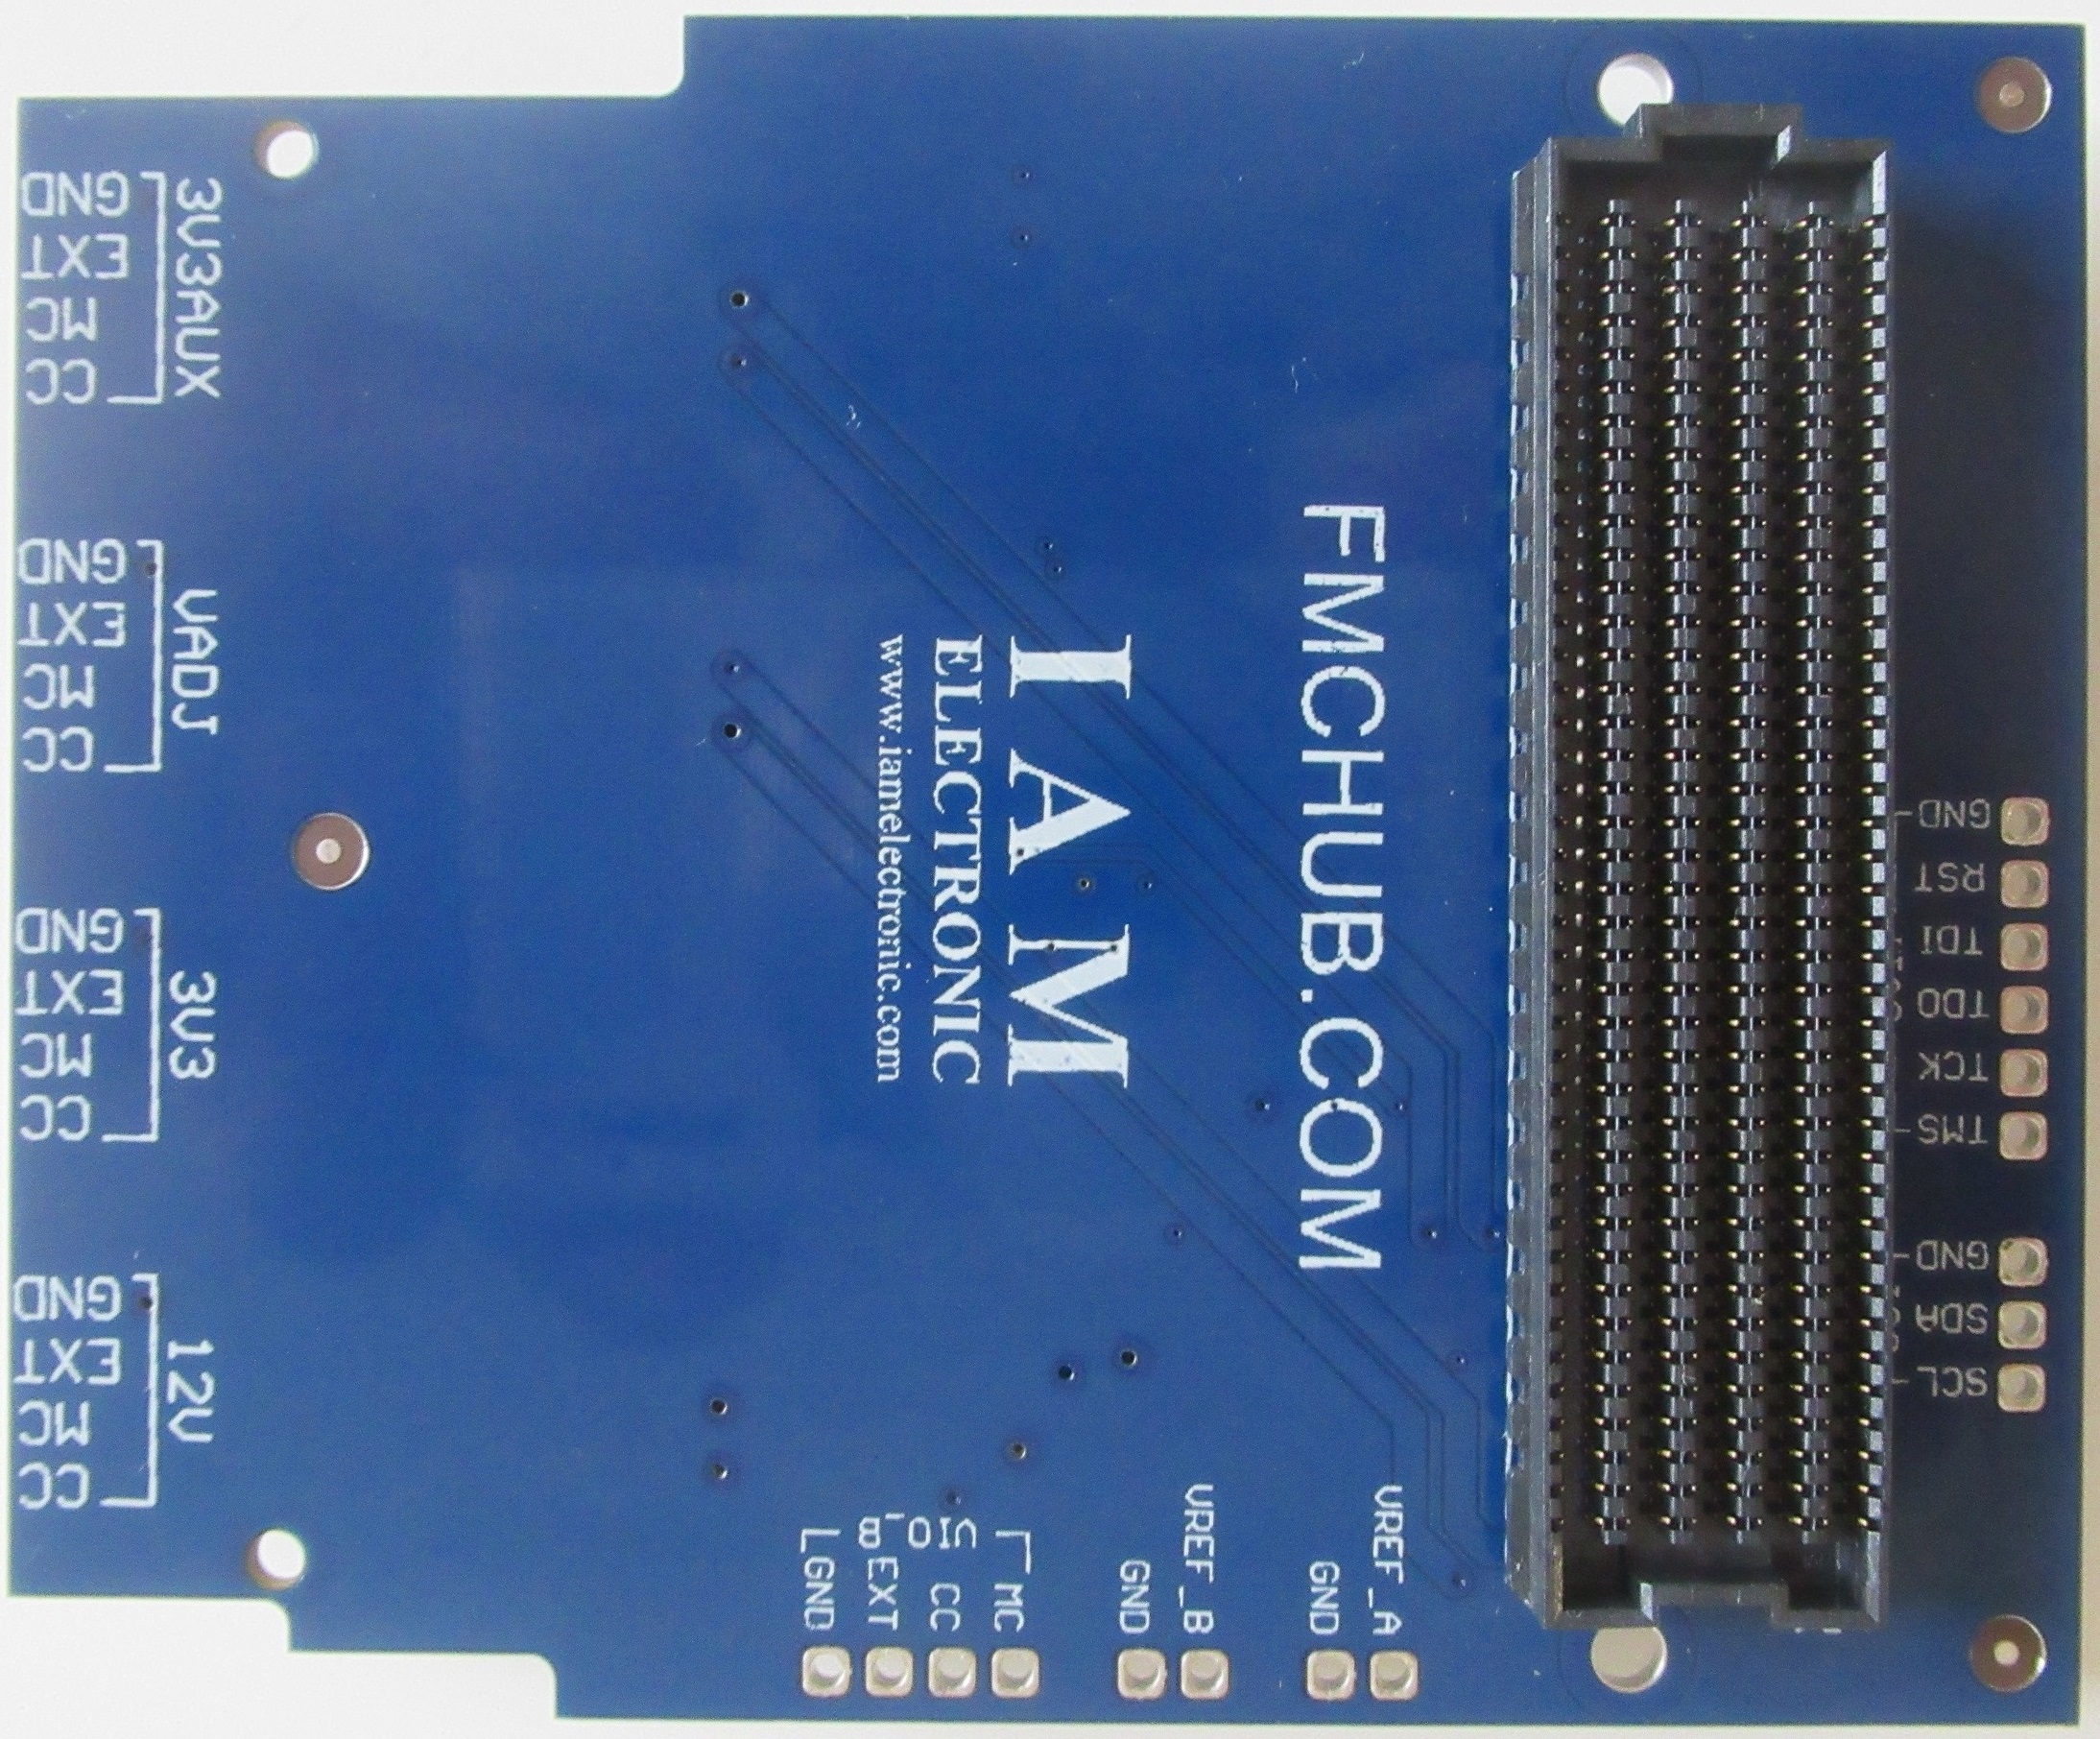 3V3AUX
GND
EXT
MC
CC
VADJ
GND
EXT
MC
CC
3V3
GND
EXT
MC
CC
12V
GND
EXT
MC
CC
FMCHUB.COM
I A M
ELECTRONIC
www.iamelectronic.com
GND
RST
TDI
TDO
TCK
TMS
GND
SDA
SCL
VIO_B
GND
EXT
CC
MC
VREF_B
GND
VREF_A
GND